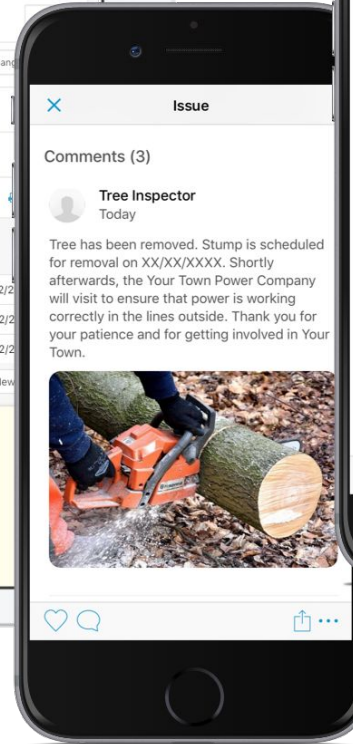 Issue
Comments (3)
Tree Inspector
Today
Tree has been removed. Stump is scheduled
for removal on XX/XX/XXXX. Shortly
afterwards, the Your Town Power Company
will visit to ensure that power is working
correctly in the lines outside. Thank you for
your patience and for getting involved in Your
Town.